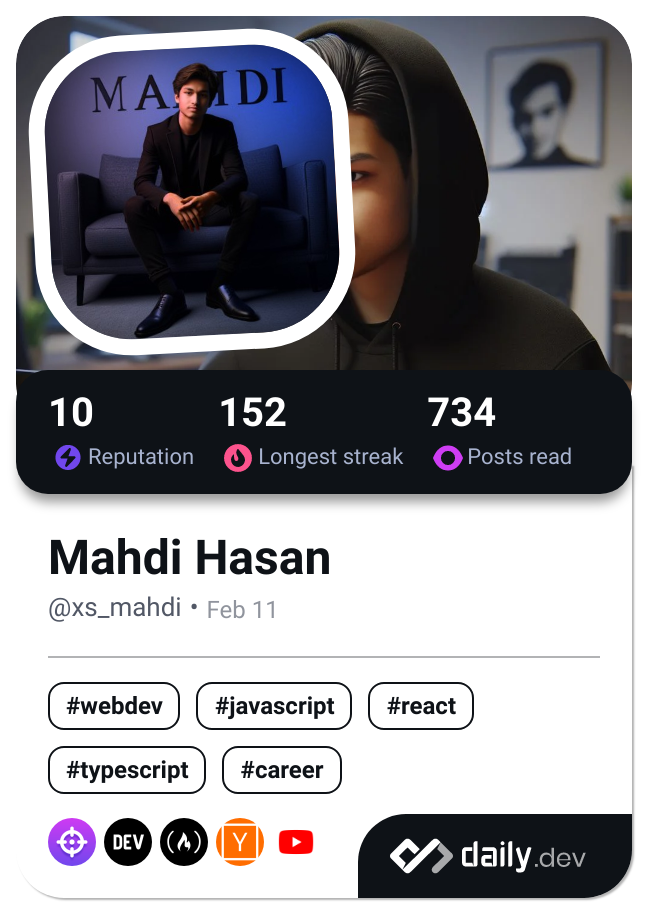 MAHDI
10
152
734
Reputation
Longest streak
Posts read
Mahdi Hasan
@xs_mahdi • Feb 11
#webdev
#javascript
#react
#typescript
#career
DEV
Y
daily.dev